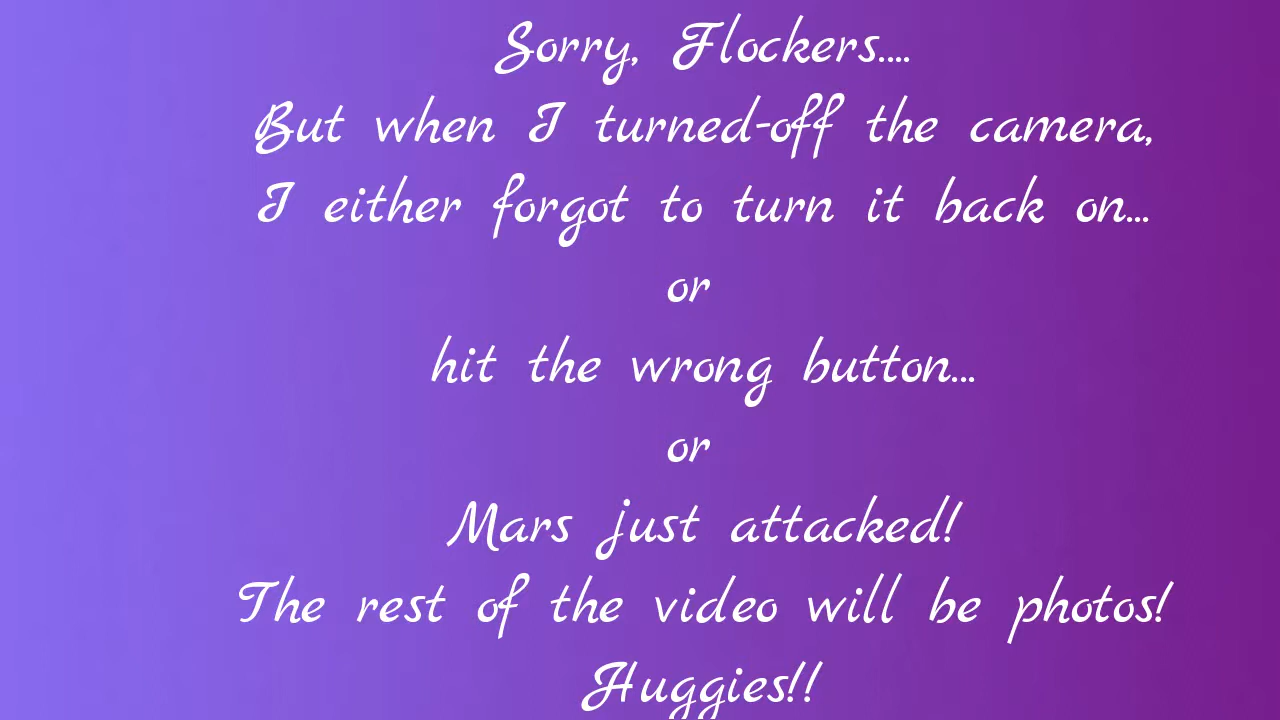 Sorry, Flockers....
But when I turned-off the camera,
I either forgot to turn it back on...
or
hit the wrong button...
or
Mars just attacked!
The rest of the video will be photos!
Huggies!!